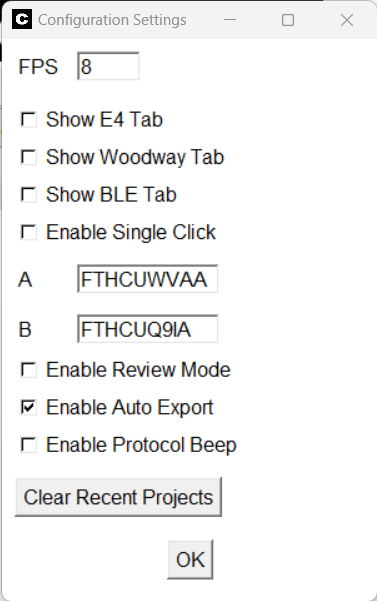 C Configuration Settings
FPS 8
Show E4 Tab
Show Woodway Tab
Show BLE Tab
Enable Single Click
A FTHCUWVAA
B FTHCUQ9IA
Enable Review Mode
Enable Auto Export
Enable Protocol Beep
Clear Recent Projects
OK